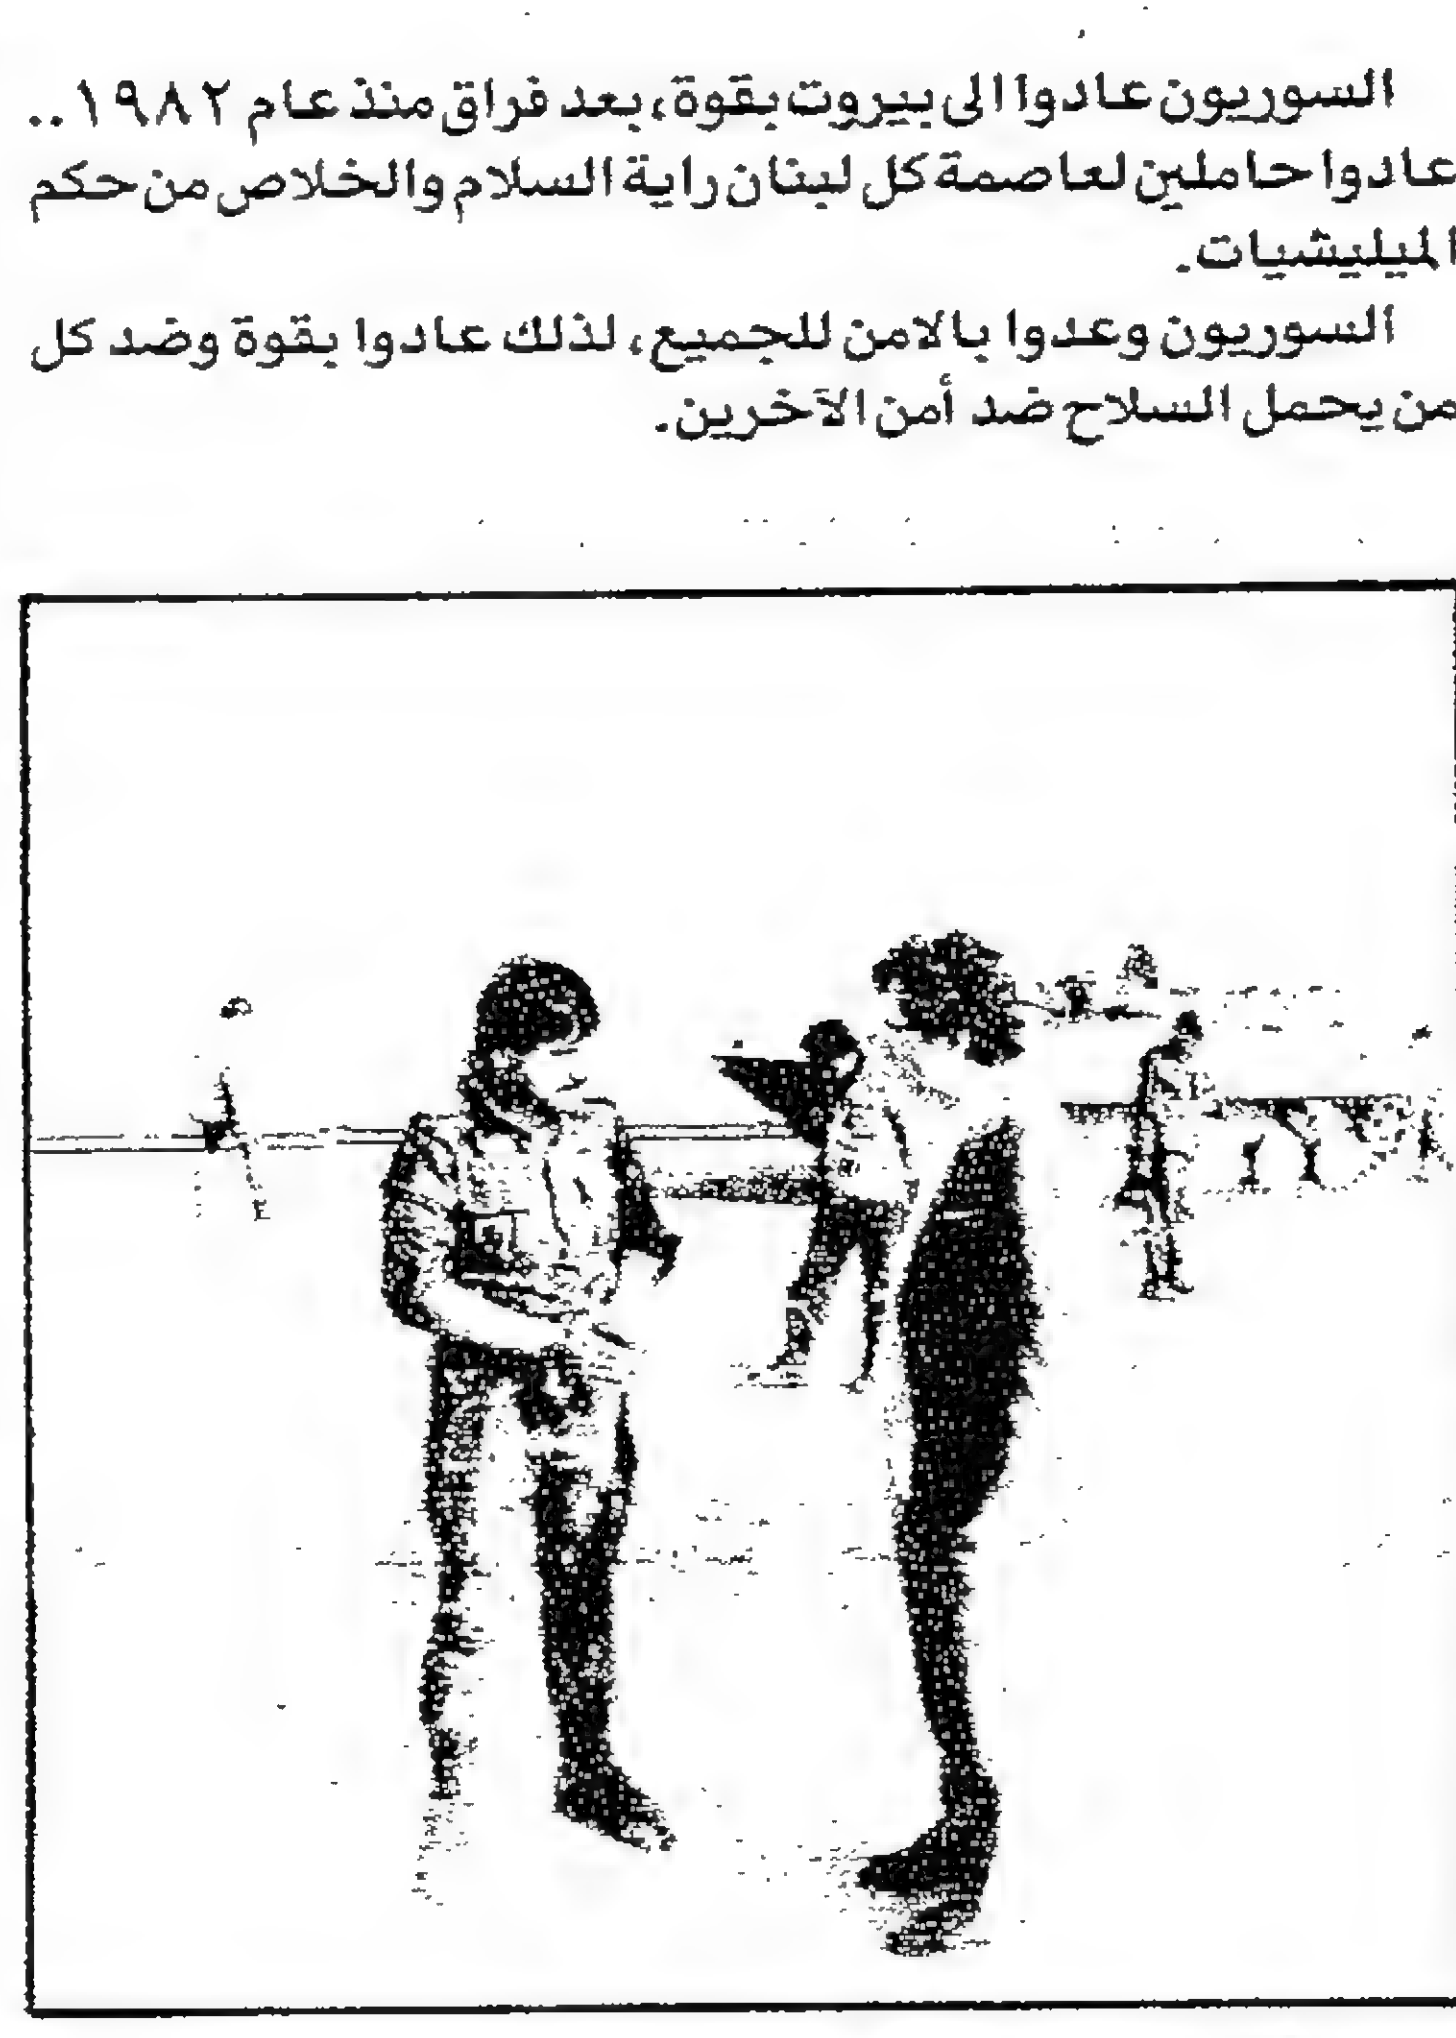 السوريون عادوا الى بيروت بقوة، بعد فراق منذ عام ١٩٨٢..
عادوا حاملين لعاصمة كل لبنان راية السلام والخلاص من حكم
الميليشيات.
السوريون وعدوا بالامن للجميع، لذلك عادوا بقوة وضد كل
من يحمل السلاح ضد أمن الآخرين.